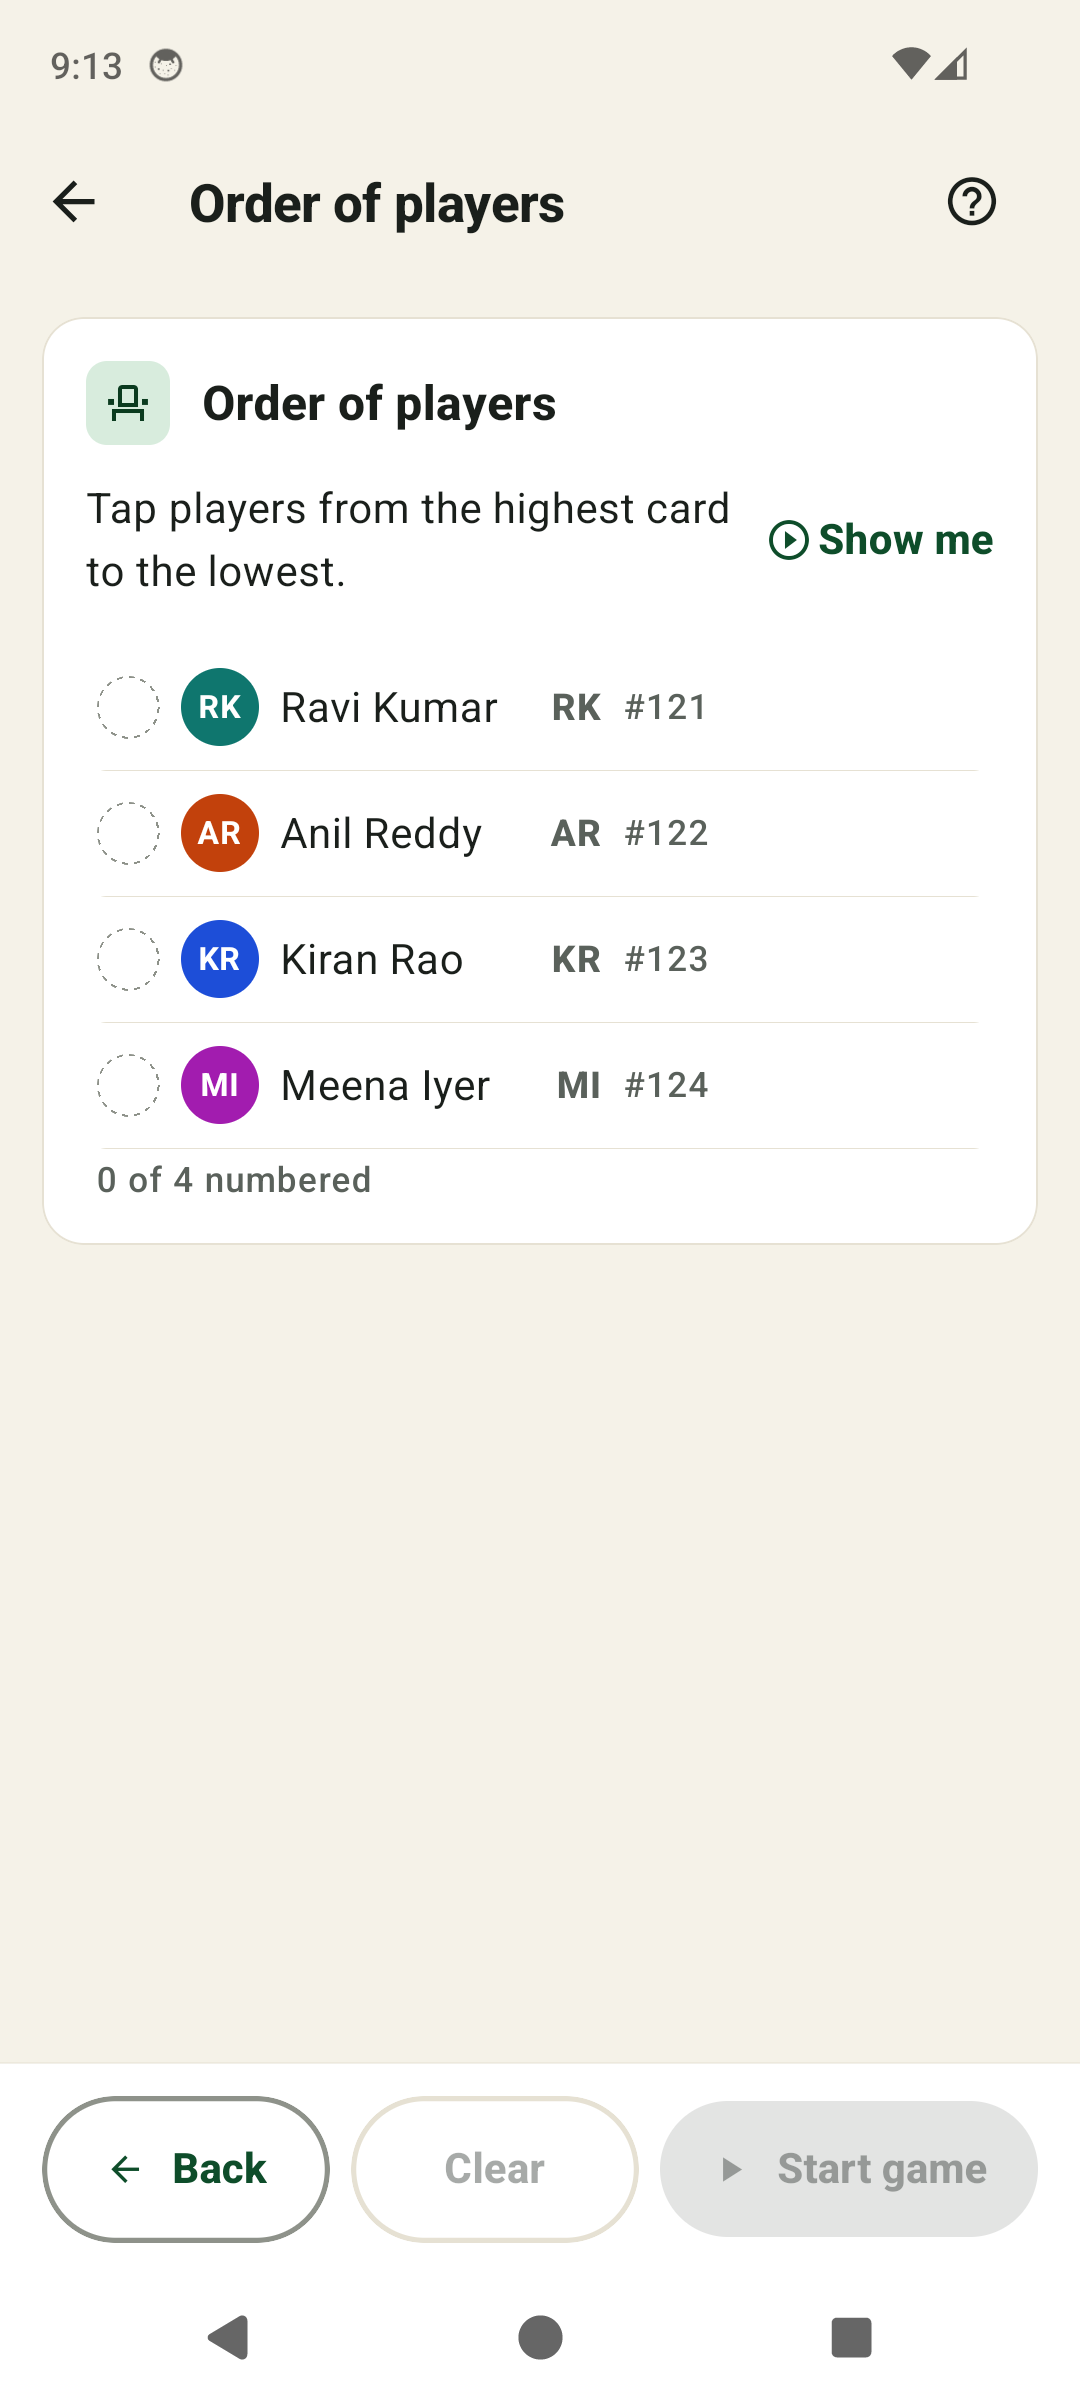 9:13
Order of players
Order of players
Tap players from the highest card
to the lowest.
Show me
RK Ravi Kumar RK #121
AR Anil Reddy AR #122
KR Kiran Rao KR #123
MI Meena Iyer MI #124
0 of 4 numbered
Back Clear Start game